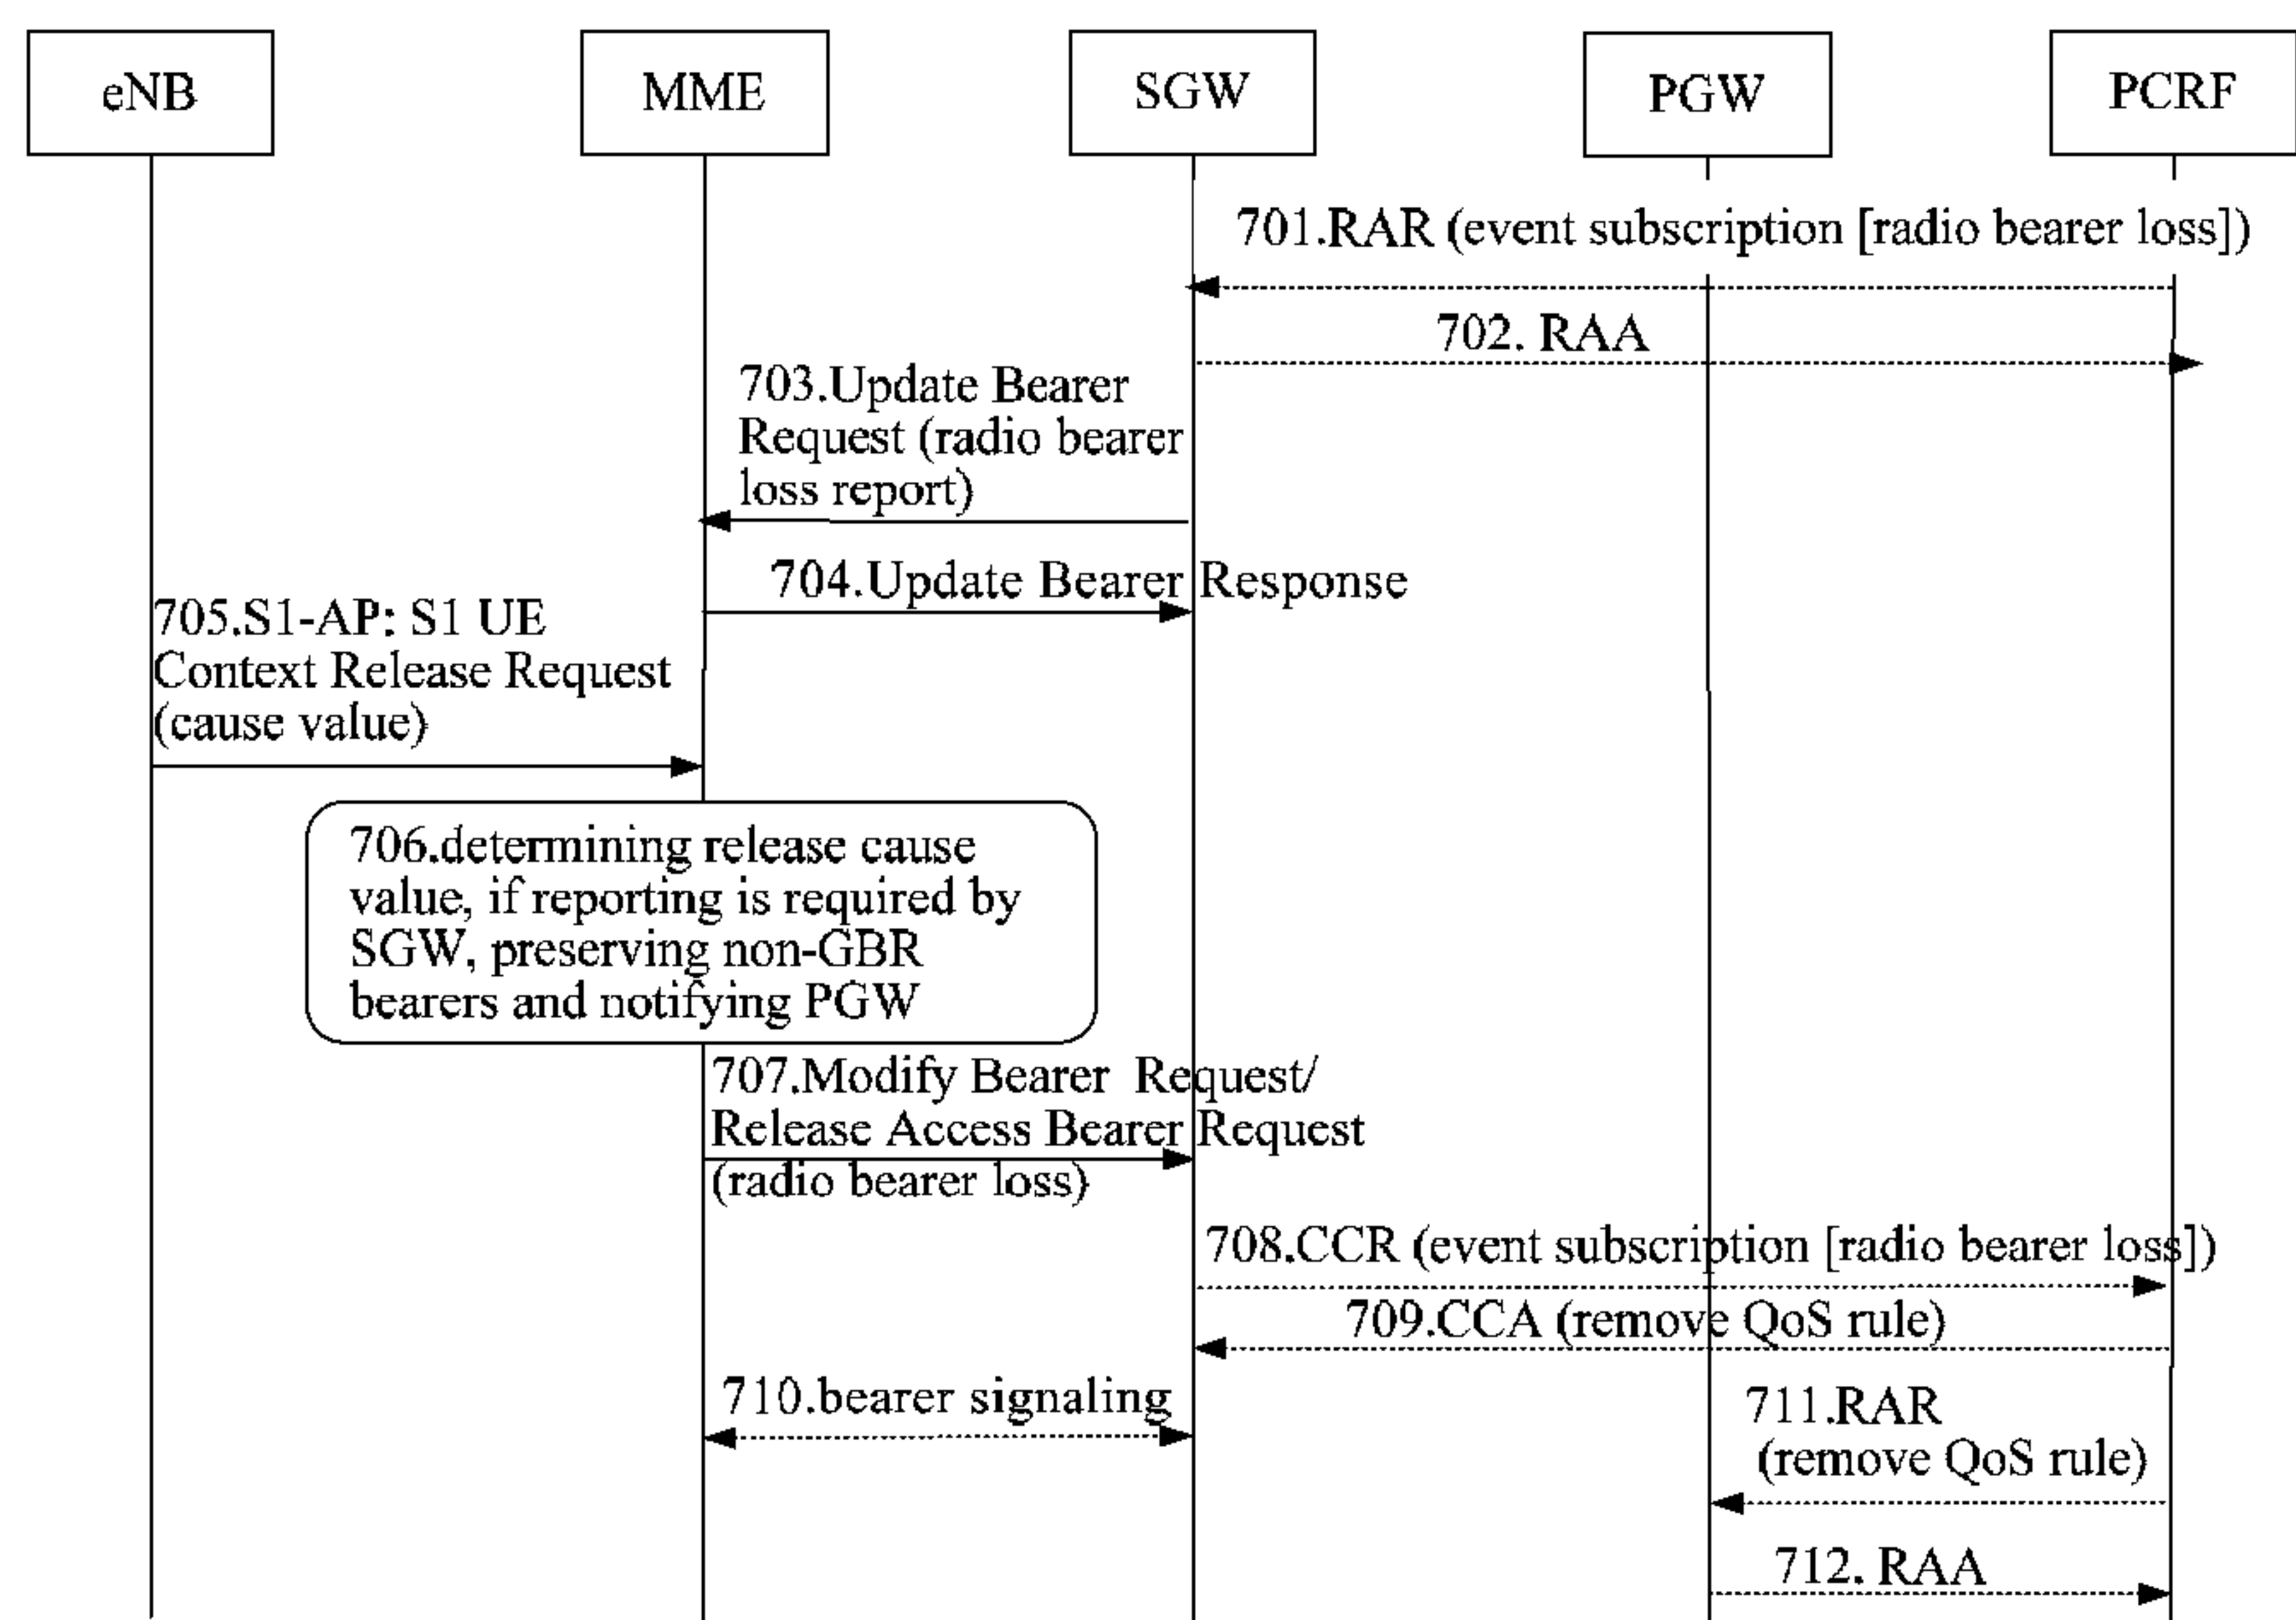 eNB
MME
SGW
PGW
PCRF
701.RAR (event subscription [radio bearer loss])
702. RAA
703.Update Bearer
Request (radio bearer
loss report)
704.Update Bearer Response
705.S1-AP: S1 UE
Context Release Request
(cause value)
706.determining release cause
value, if reporting is required by
SGW, preserving non-GBR
bearers and notifying PGW
707.Modify Bearer Request/
Release Access Bearer Request
(radio bearer loss)
708.CCR (event subscription [radio bearer loss])
709.CCA (remove QoS rule)
710.bearer signaling
711.RAR
(remove QoS rule)
712. RAA